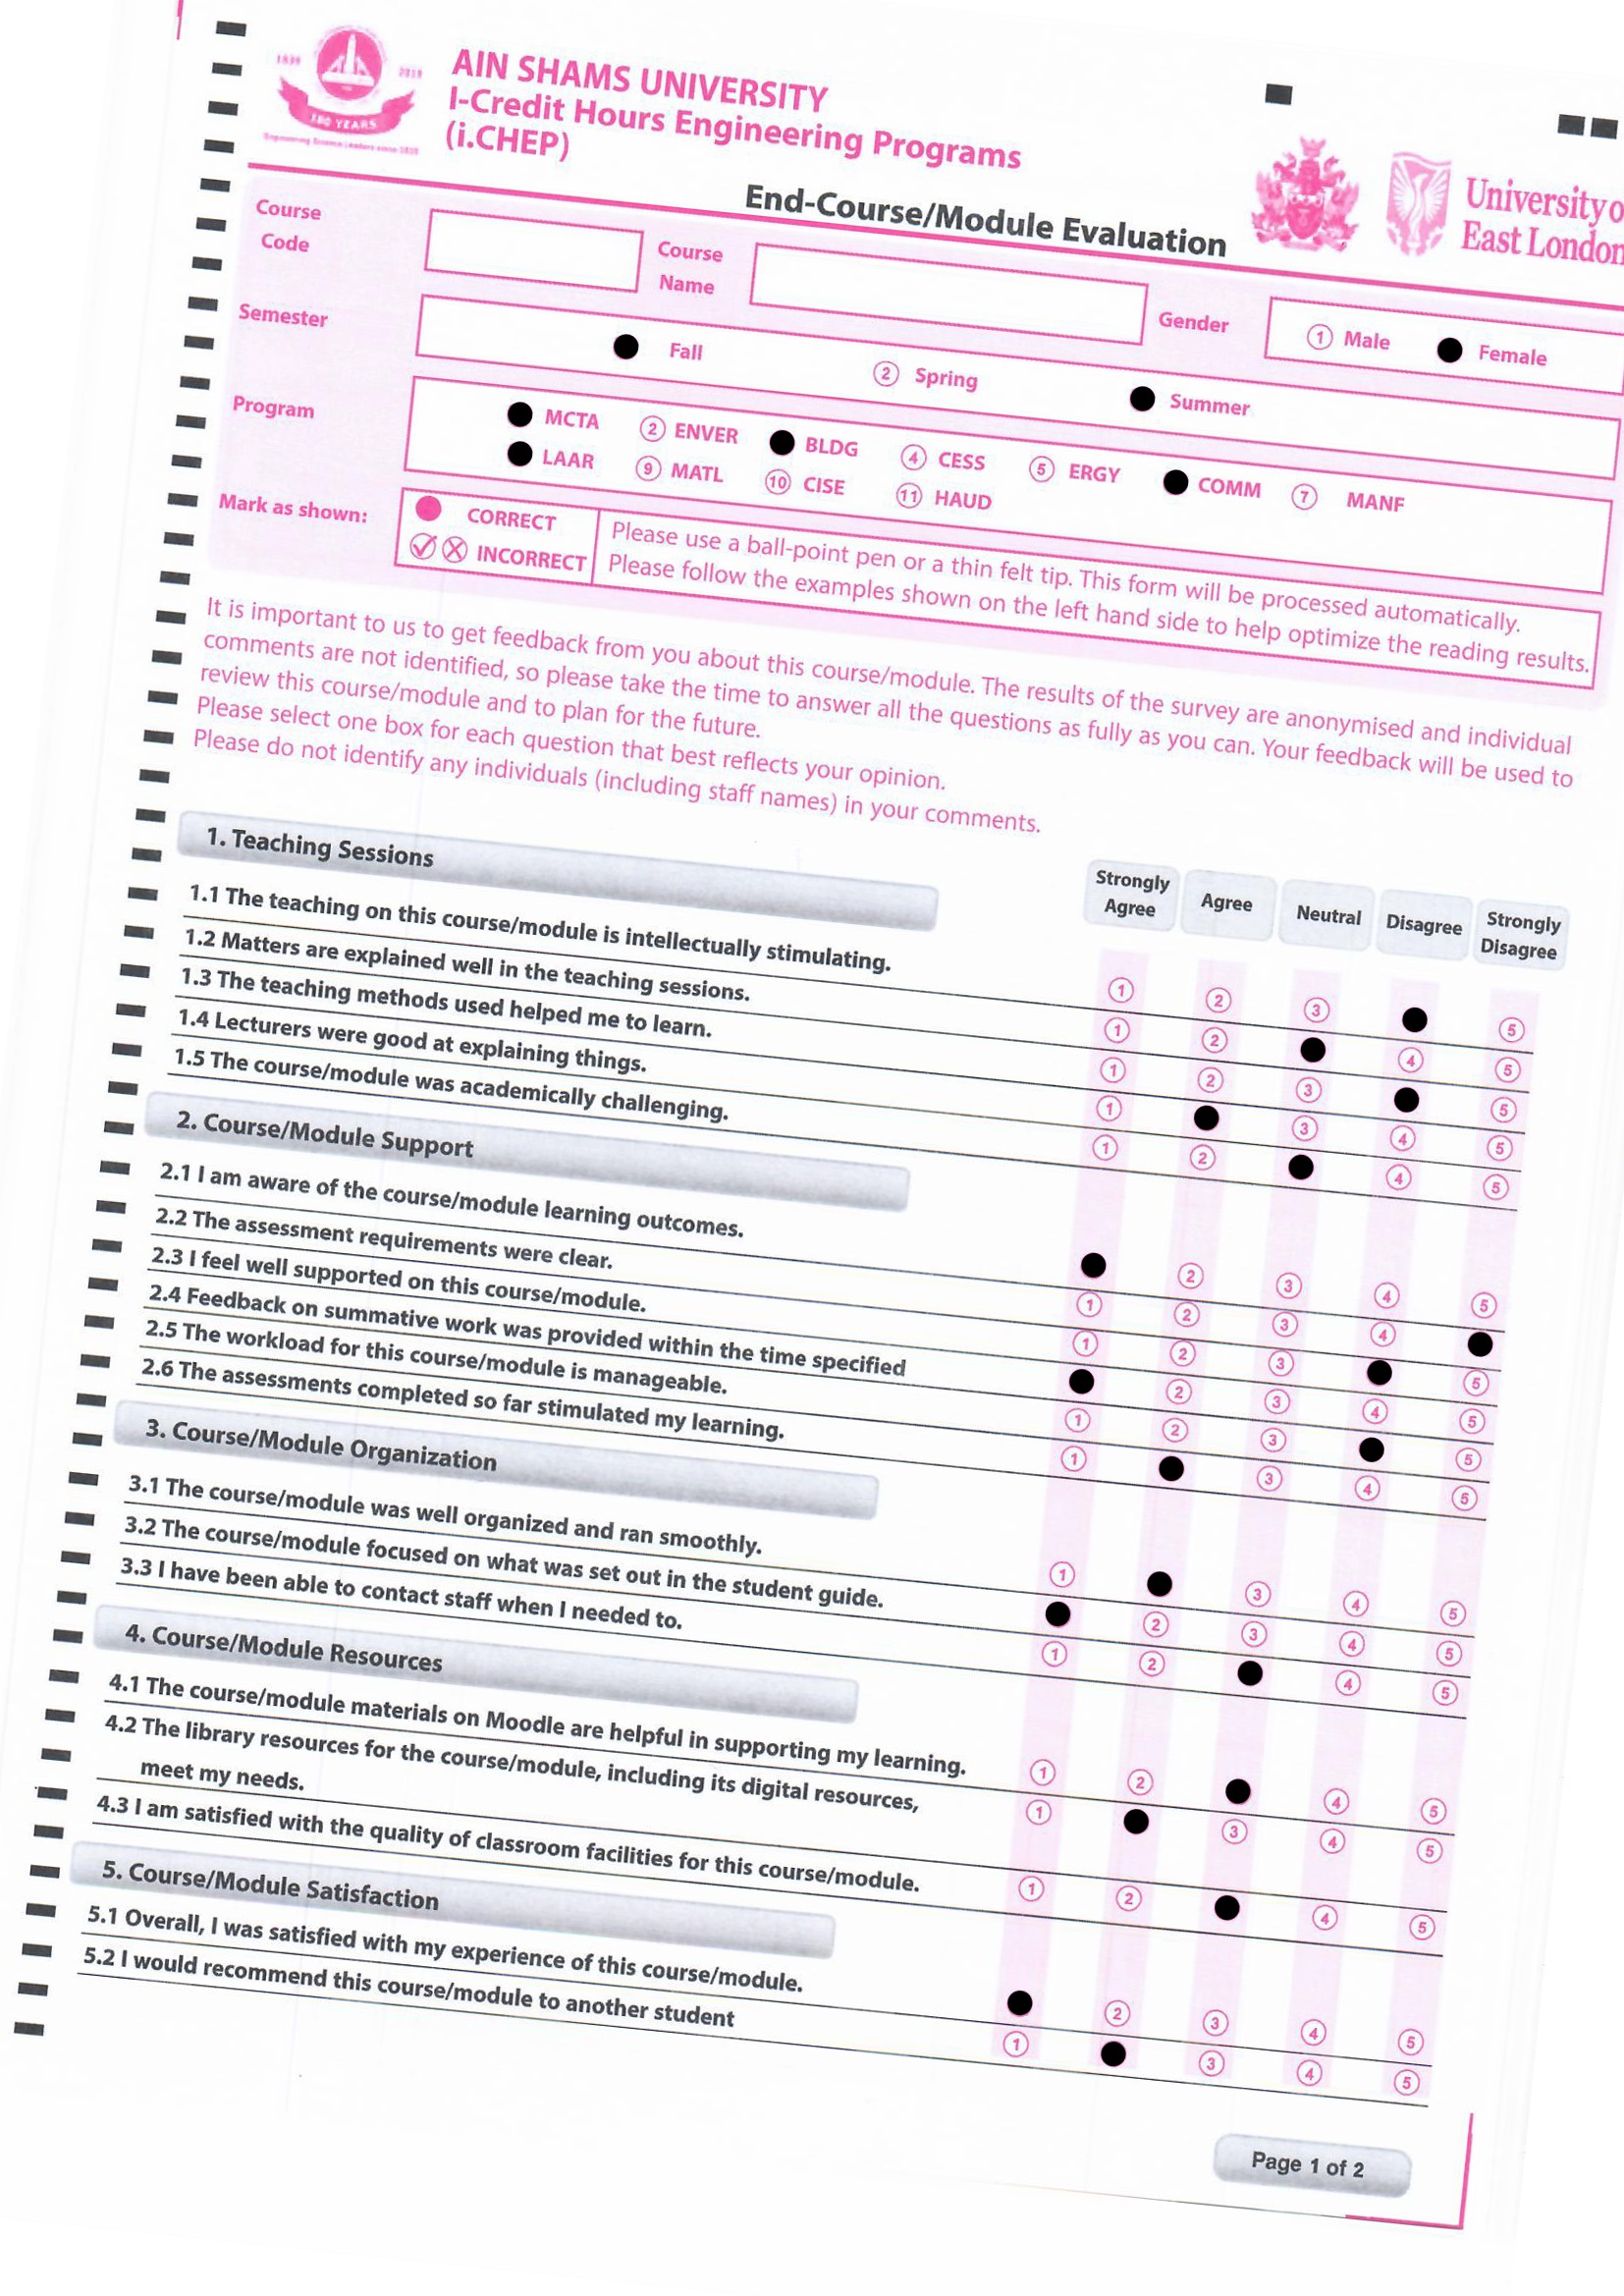 1839 2019
180 YEARS
Engineering Science Leaders since 1839
AIN SHAMS UNIVERSITY
I-Credit Hours Engineering Programs
(i.CHEP)
End-Course/Module Evaluation
University o
East London
Course Code
Course Name
Gender
1 Male Female
Semester
Fall 2 Spring Summer
Program
MCTA 2 ENVER BLDG 4 CESS 5 ERGY COMM 7 MANF
LAAR 9 MATL 10 CISE 11 HAUD
Mark as shown:
CORRECT
INCORRECT
Please use a ball-point pen or a thin felt tip. This form will be processed automatically.
Please follow the examples shown on the left hand side to help optimize the reading results.
It is important to us to get feedback from you about this course/module. The results of the survey are anonymised and individual
comments are not identified, so please take the time to answer all the questions as fully as you can. Your feedback will be used to
review this course/module and to plan for the future.
Please select one box for each question that best reflects your opinion.
Please do not identify any individuals (including staff names) in your comments.
1. Teaching Sessions
Strongly Agree Agree Neutral Disagree Strongly Disagree
1.1 The teaching on this course/module is intellectually stimulating. 1 2 3 5
1.2 Matters are explained well in the teaching sessions. 1 2 4 5
1.3 The teaching methods used helped me to learn. 1 2 3 5
1.4 Lecturers were good at explaining things. 1 3 4 5
1.5 The course/module was academically challenging. 1 2 4 5
2. Course/Module Support
2.1 I am aware of the course/module learning outcomes. 2 3 4 5
2.2 The assessment requirements were clear. 1 2 3 4
2.3 I feel well supported on this course/module. 1 2 3 5
2.4 Feedback on summative work was provided within the time specified 2 3 4 5
2.5 The workload for this course/module is manageable. 1 2 3 5
2.6 The assessments completed so far stimulated my learning. 1 3 4 5
3. Course/Module Organization
3.1 The course/module was well organized and ran smoothly. 1 3 4 5
3.2 The course/module focused on what was set out in the student guide. 2 3 4 5
3.3 I have been able to contact staff when I needed to. 1 2 4 5
4. Course/Module Resources
4.1 The course/module materials on Moodle are helpful in supporting my learning. 1 2 4 5
4.2 The library resources for the course/module, including its digital resources, 1 3 4 5
meet my needs.
4.3 I am satisfied with the quality of classroom facilities for this course/module. 1 2 4 5
5. Course/Module Satisfaction
5.1 Overall, I was satisfied with my experience of this course/module. 2 3 4 5
5.2 I would recommend this course/module to another student 1 3 4 5
Page 1 of 2